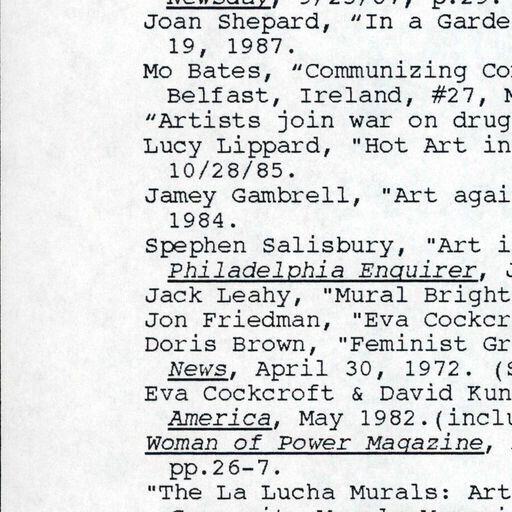 Newsday, 9/23/87, p.29.
Joan Shepard, “In a Garde
19, 1987.
Mo Bates, “Communizing Co
Belfast, Ireland, #27, M
“Artists join war on drug
Lucy Lippard, "Hot Art in
10/28/85.
Jamey Gambrell, "Art agai
1984.
Spephen Salisbury, "Art i
Philadelphia Enquirer, J
Jack Leahy, "Mural Bright
Jon Friedman, "Eva Cockcr
Doris Brown, "Feminist Gr
News, April 30, 1972. (S
Eva Cockcroft & David Kun
America, May 1982.(inclu
Woman of Power Magazine,
pp.26-7.
"The La Lucha Murals: Art